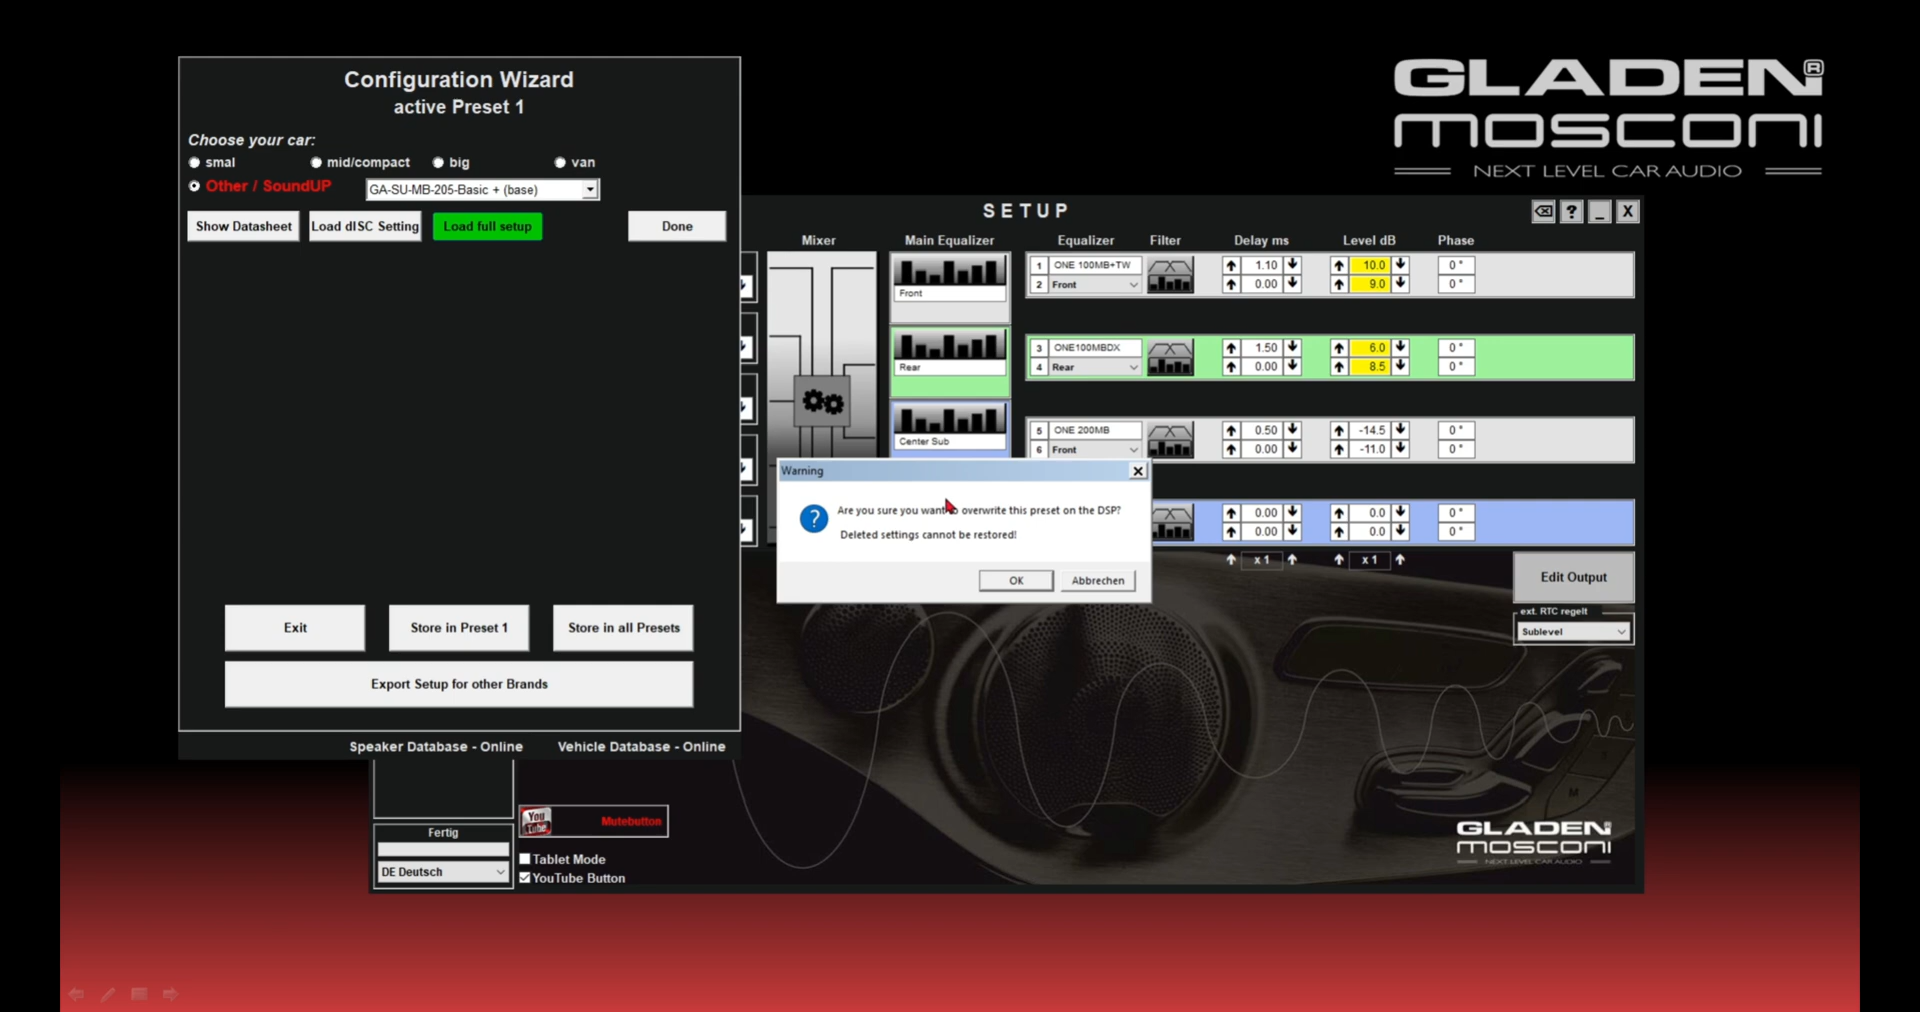 Configuration Wizard
active Preset 1
Choose your car:
smal
mid/compact
big
van
Other / SoundUP
GA-SU-MB-205-Basic + (base)
Show Datasheet
Load dISC Setting
Load full setup
Done
Exit
Store in Preset 1
Store in all Presets
Export Setup for other Brands
Speaker Database - Online
Vehicle Database - Online
GLADEN®
MOSCONI
NEXT LEVEL CAR AUDIO
SETUP
? _ X
Mixer
Main Equalizer
Equalizer
Filter
Delay ms
Level dB
Phase
Front
Rear
Center Sub
1 ONE 100MB+TW 1.10 10.0 0 °
2 Front 0.00 9.0 0 °
3 ONE100MBDX 1.50 6.0 0 °
4 Rear 0.00 8.5 0 °
5 ONE 200MB 0.50 -14.5 0 °
6 Front 0.00 -11.0 0 °
0.00 0.0 0 °
0.00 0.0 0 °
x 1 x 1
Warning
Are you sure you want overwrite this preset on the DSP?
Deleted settings cannot be restored!
OK
Abbrechen
Edit Output
ext. RTC regelt
Sublevel
Fertig
DE Deutsch
You
Tube
Mutebutton
Tablet Mode
YouTube Button
GLADEN®
MOSCONI
NEXT LEVEL CAR AUDIO